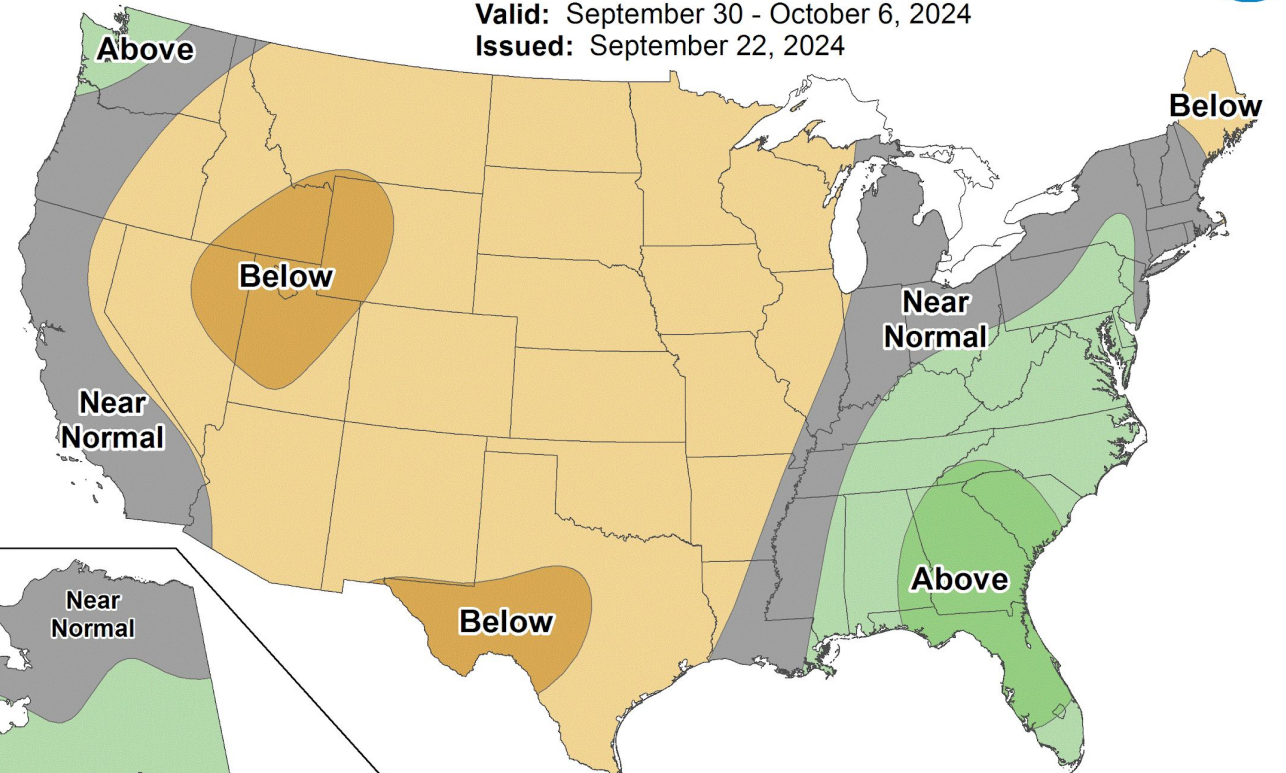 Valid: September 30 - October 6, 2024
Issued: September 22, 2024
Above
Below
Below
Near
Normal
Near
Normal
Above
Below
Near
Normal